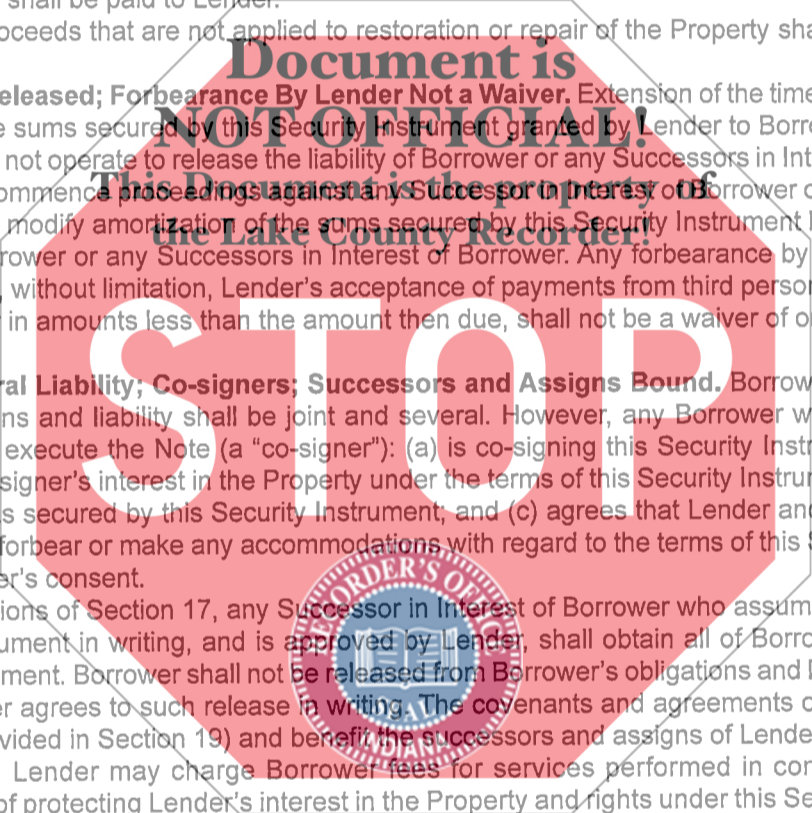 shall be paid to Lender.
oceeds that are not applied to restoration or repair of the Property sha
Document is
eleased; Forbearance By Lender Not a Waiver. Extension of the time
NOT OFFICIAL!
e sums secured by this Security Instrument granted by Lender to Borr
not operate to release the liability of Borrower or any Successors in Int
This Document is the property of
ommence proceedings against any Successor in Interest of Borrower o
modify amortization of the sums secured by this Security Instrument
the Lake County Recorder!
rower or any Successors in Interest of Borrower. Any forbearance by
without limitation, Lender's acceptance of payments from third person
in amounts less than the amount then due, shall not be a waiver of o
STOP
ral Liability; Co-signers; Successors and Assigns Bound. Borrow
ns and liability shall be joint and several. However, any Borrower w
execute the Note (a “co-signer”): (a) is co-signing this Security Instr
signer's interest in the Property under the terms of this Security Instru
s secured by this Security Instrument; and (c) agrees that Lender an
forbear or make any accommodations with regard to the terms of this S
er's consent.
RECORDER'S OFFICE
ions of Section 17, any Successor in Interest of Borrower who assum
ument in writing, and is approved by Lender, shall obtain all of Borro
ment. Borrower shall not be released from Borrower's obligations and l
er agrees to such release in writing. The covenants and agreements o
SEAL
vided in Section 19) and benefit the successors and assigns of Lende
INDIANA
Lender may charge Borrower fees for services performed in con
of protecting Lender's interest in the Property and rights under this Se